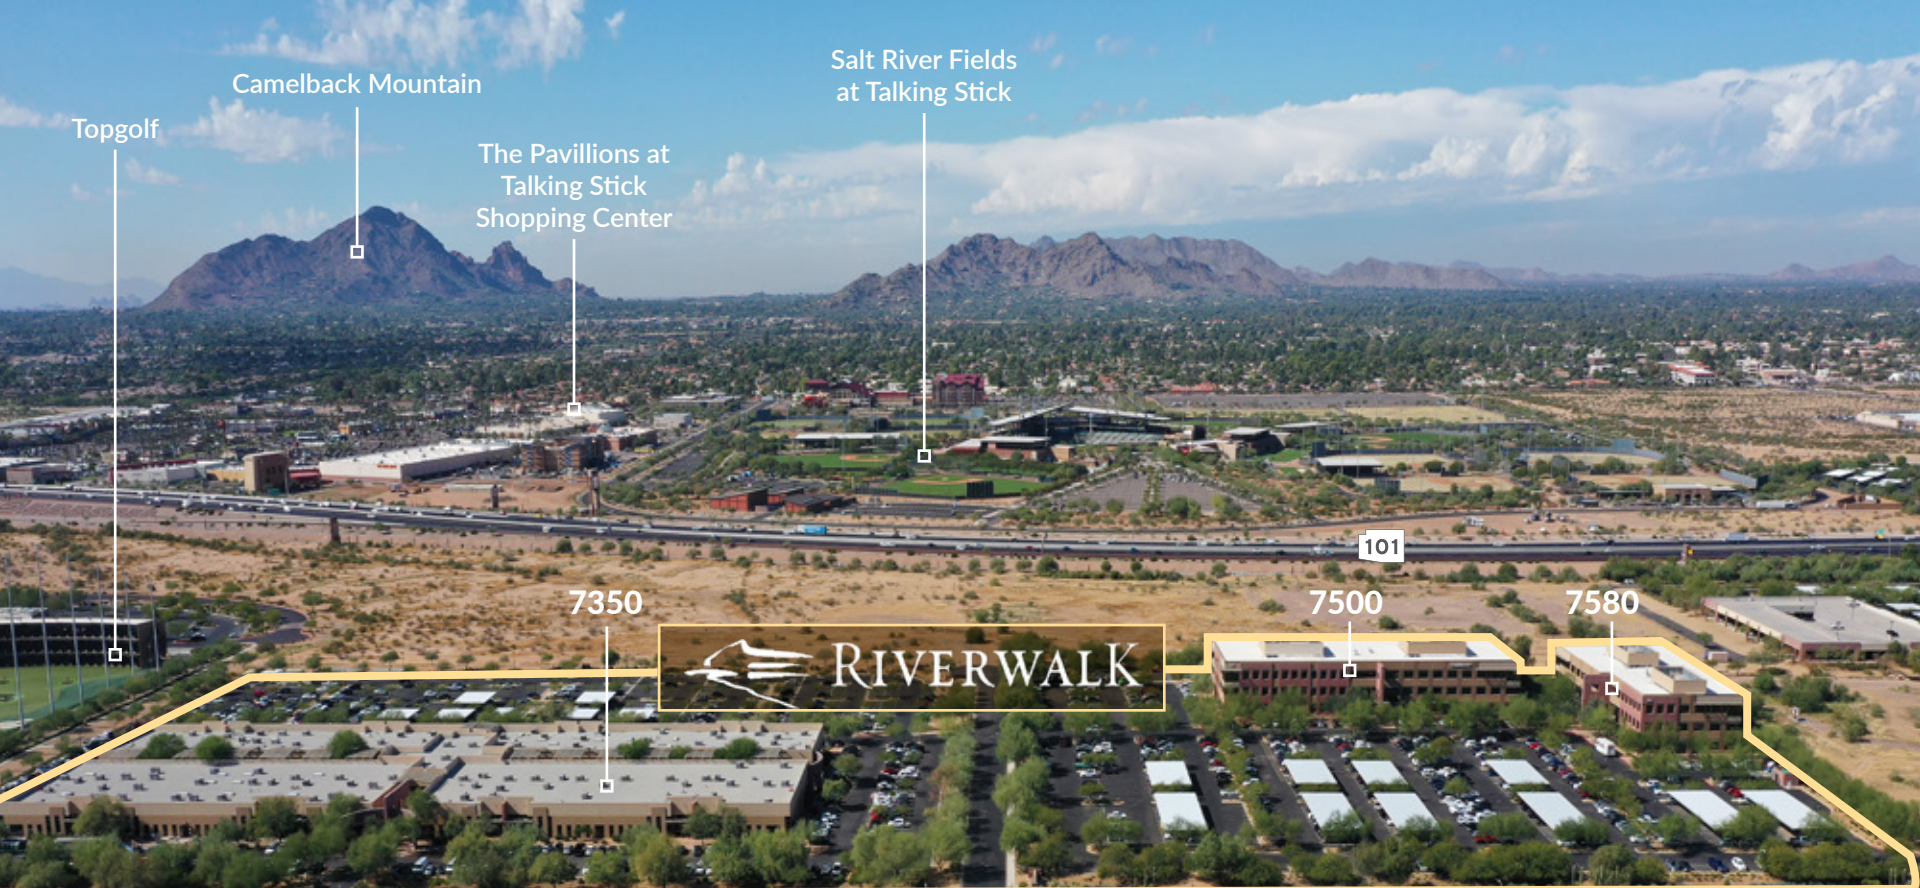 Camelback Mountain
Topgolf
The Pavillions at
Talking Stick
Shopping Center
Salt River Fields
at Talking Stick
101
7350
7500
7580
RIVERWALK